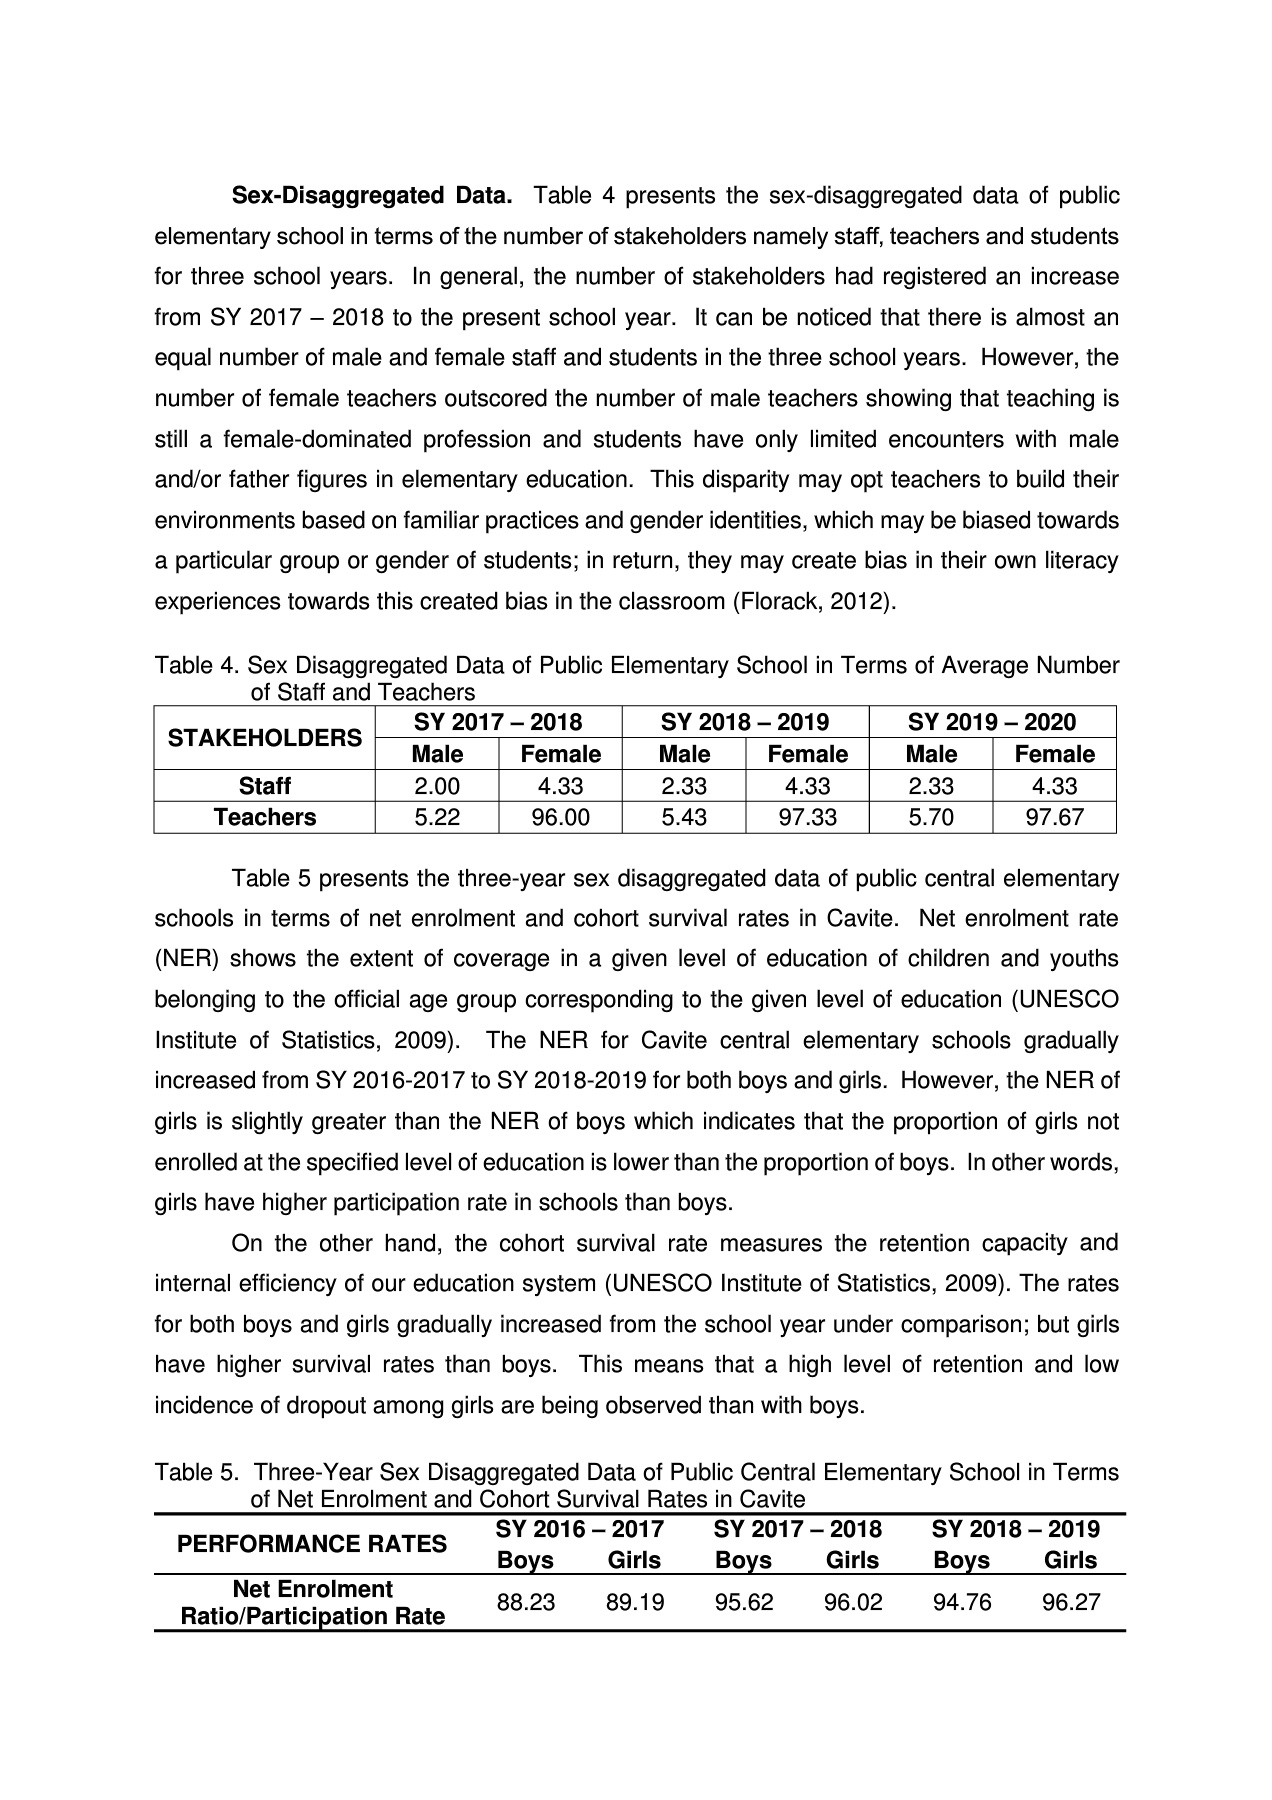 Sex-Disaggregated Data. Table 4 presents the sex-disaggregated data of public
elementary school in terms of the number of stakeholders namely staff, teachers and students
for three school years. In general, the number of stakeholders had registered an increase
from SY 2017 – 2018 to the present school year. It can be noticed that there is almost an
equal number of male and female staff and students in the three school years. However, the
number of female teachers outscored the number of male teachers showing that teaching is
still a female-dominated profession and students have only limited encounters with male
and/or father figures in elementary education. This disparity may opt teachers to build their
environments based on familiar practices and gender identities, which may be biased towards
a particular group or gender of students; in return, they may create bias in their own literacy
experiences towards this created bias in the classroom (Florack, 2012).
Table 4. Sex Disaggregated Data of Public Elementary School in Terms of Average Number
of Staff and Teachers
STAKEHOLDERS SY 2017 – 2018 SY 2018 – 2019 SY 2019 – 2020
Male Female Male Female Male Female
Staff 2.00 4.33 2.33 4.33 2.33 4.33
Teachers 5.22 96.00 5.43 97.33 5.70 97.67
Table 5 presents the three-year sex disaggregated data of public central elementary
schools in terms of net enrolment and cohort survival rates in Cavite. Net enrolment rate
(NER) shows the extent of coverage in a given level of education of children and youths
belonging to the official age group corresponding to the given level of education (UNESCO
Institute of Statistics, 2009). The NER for Cavite central elementary schools gradually
increased from SY 2016-2017 to SY 2018-2019 for both boys and girls. However, the NER of
girls is slightly greater than the NER of boys which indicates that the proportion of girls not
enrolled at the specified level of education is lower than the proportion of boys. In other words,
girls have higher participation rate in schools than boys.
On the other hand, the cohort survival rate measures the retention capacity and
internal efficiency of our education system (UNESCO Institute of Statistics, 2009). The rates
for both boys and girls gradually increased from the school year under comparison; but girls
have higher survival rates than boys. This means that a high level of retention and low
incidence of dropout among girls are being observed than with boys.
Table 5. Three-Year Sex Disaggregated Data of Public Central Elementary School in Terms
of Net Enrolment and Cohort Survival Rates in Cavite
PERFORMANCE RATES SY 2016 – 2017 SY 2017 – 2018 SY 2018 – 2019
Boys Girls Boys Girls Boys Girls
Net Enrolment
Ratio/Participation Rate 88.23 89.19 95.62 96.02 94.76 96.27